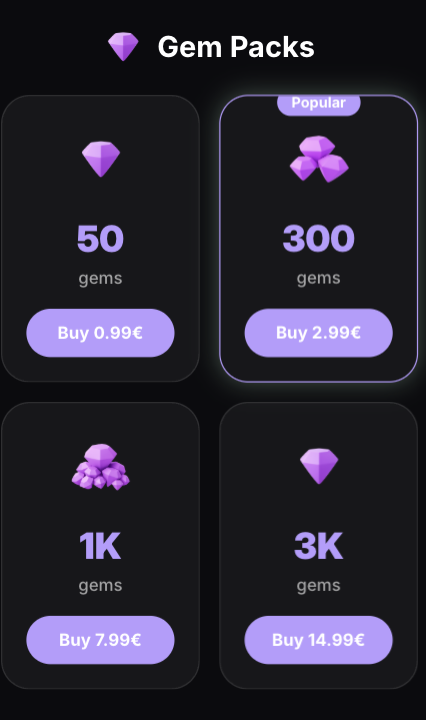 Gem Packs
50
gems
Buy 0.99€
Popular
300
gems
Buy 2.99€
1K
gems
Buy 7.99€
3K
gems
Buy 14.99€